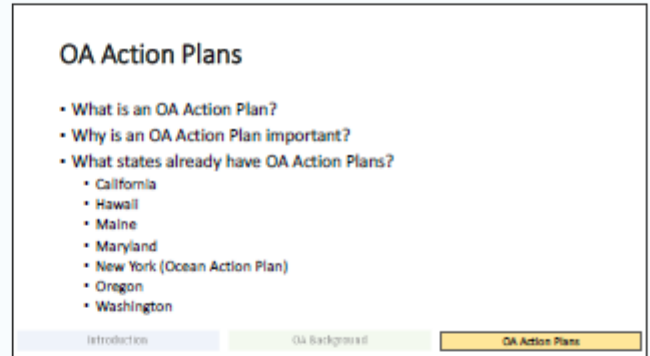 OA Action Plans
• What is an OA Action Plan?
• Why is an OA Action Plan important?
• What states already have OA Action Plans?
• California
• Hawaii
• Maine
• Maryland
• New York (Ocean Action Plan)
• Oregon
• Washington
Introduction OA Background OA Action Plans